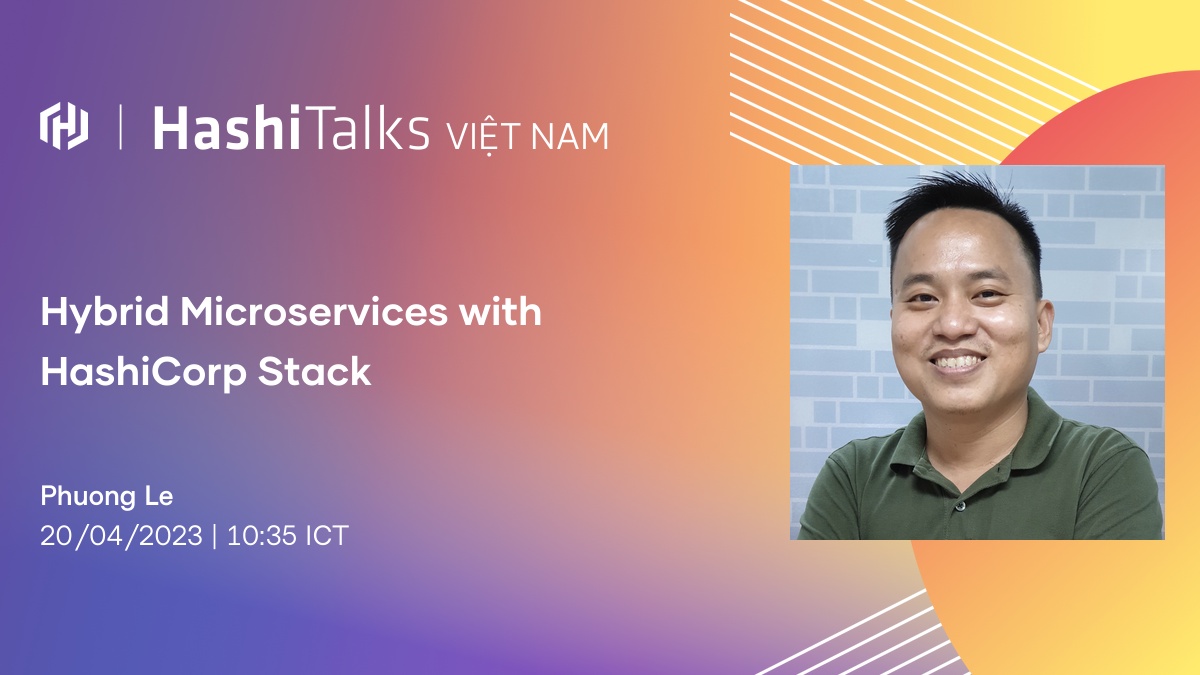 HashiTalks VIỆT NAM
Hybrid Microservices with
HashiCorp Stack
Phuong Le
20/04/2023 | 10:35 ICT